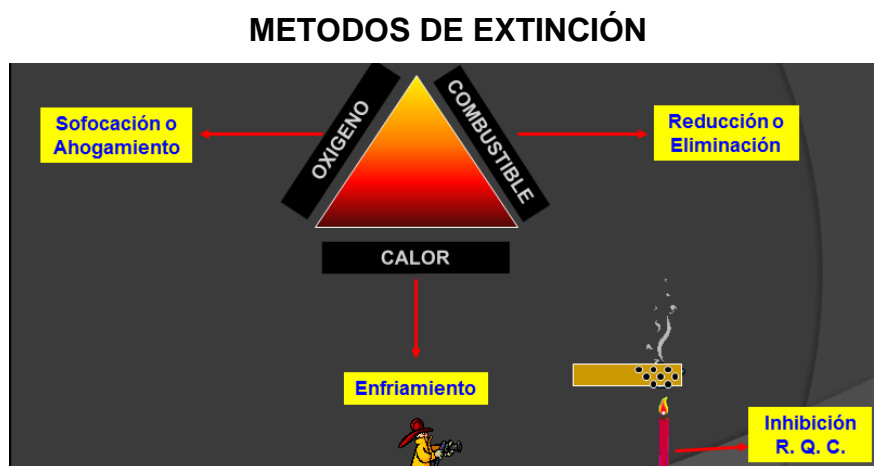 METODOS DE EXTINCIÓN
OXIGENO
COMBUSTIBLE
Sofocación o
Ahogamiento
Reducción o
Eliminación
CALOR
Enfriamiento
Inhibición
R. Q. C.